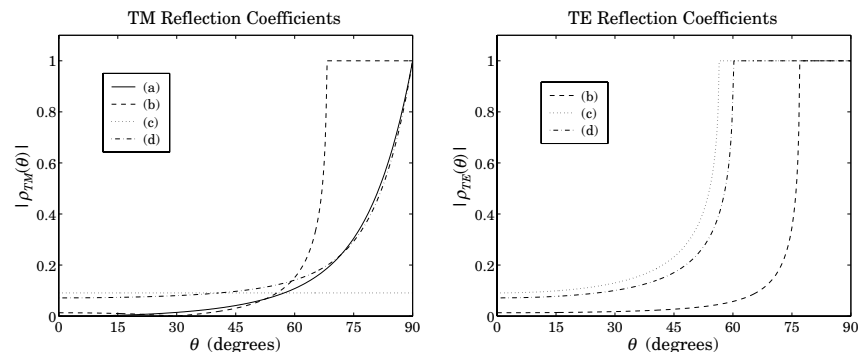 TM Reflection Coefficients
1
0.8
0.6
0.4
0.2
0
|ρTM(θ)|
(a)
(b)
(c)
(d)
0 15 30 45 60 75 90
θ (degrees)
TE Reflection Coefficients
1
0.8
0.6
0.4
0.2
0
|ρTE(θ)|
(b)
(c)
(d)
0 15 30 45 60 75 90
θ (degrees)